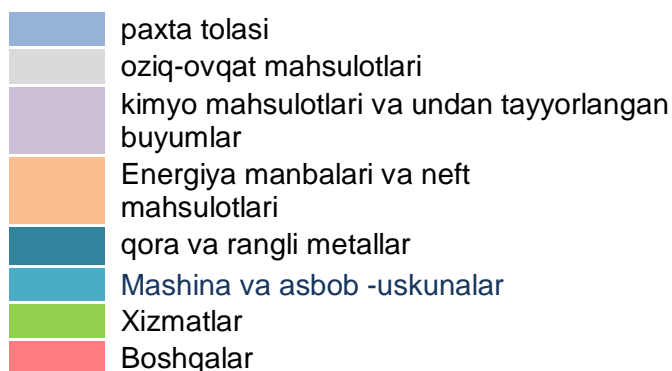 paxta tolasi
oziq-ovqat mahsulotlari
kimyo mahsulotlari va undan tayyorlangan
buyumlar
Energiya manbalari va neft
mahsulotlari
qora va rangli metallar
Mashina va asbob -uskunalar
Xizmatlar
Boshqalar